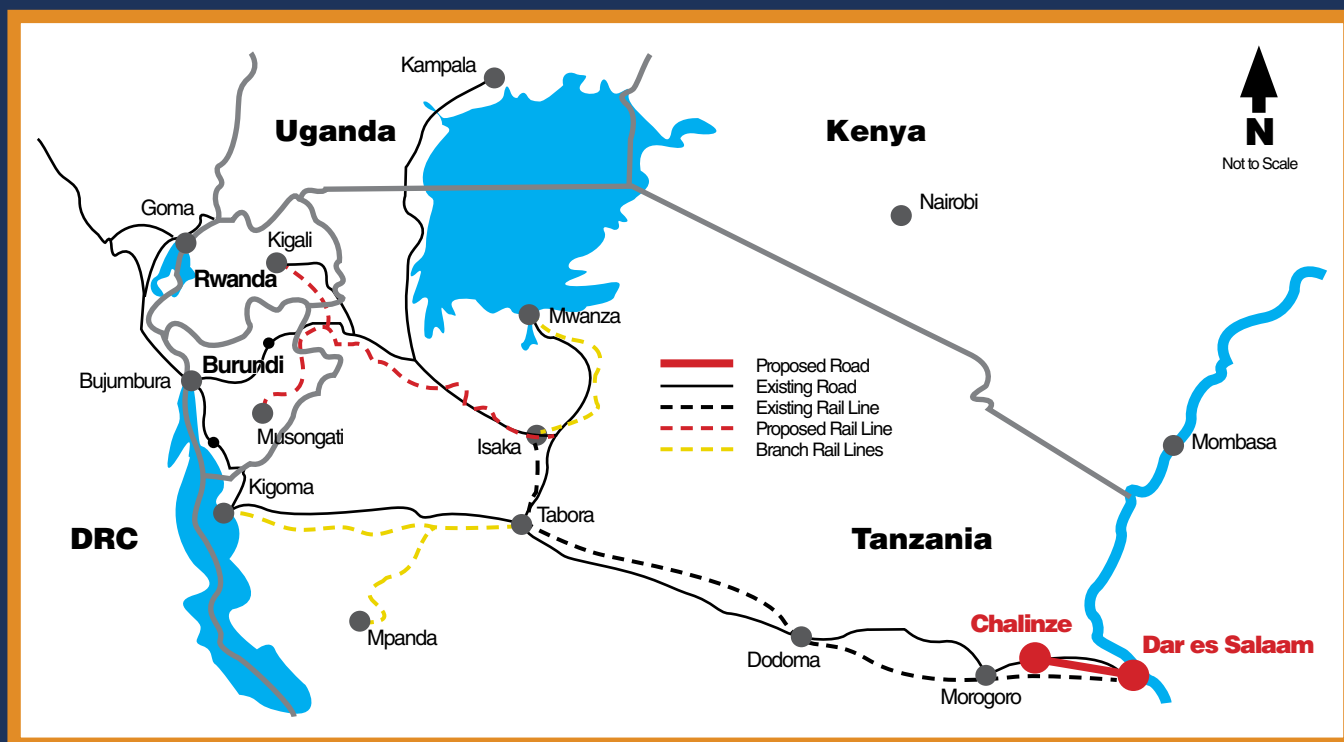 Kampala
Uganda
Kenya
N
Not to Scale
Goma
Nairobi
Kigali
Rwanda
Mwanza
Burundi
Bujumbura
Proposed Road
Existing Road
Existing Rail Line
Proposed Rail Line
Branch Rail Lines
Musongati
Isaka
Mombasa
Kigoma
Tabora
DRC
Tanzania
Mpanda
Chalinze
Dar es Salaam
Dodoma
Morogoro